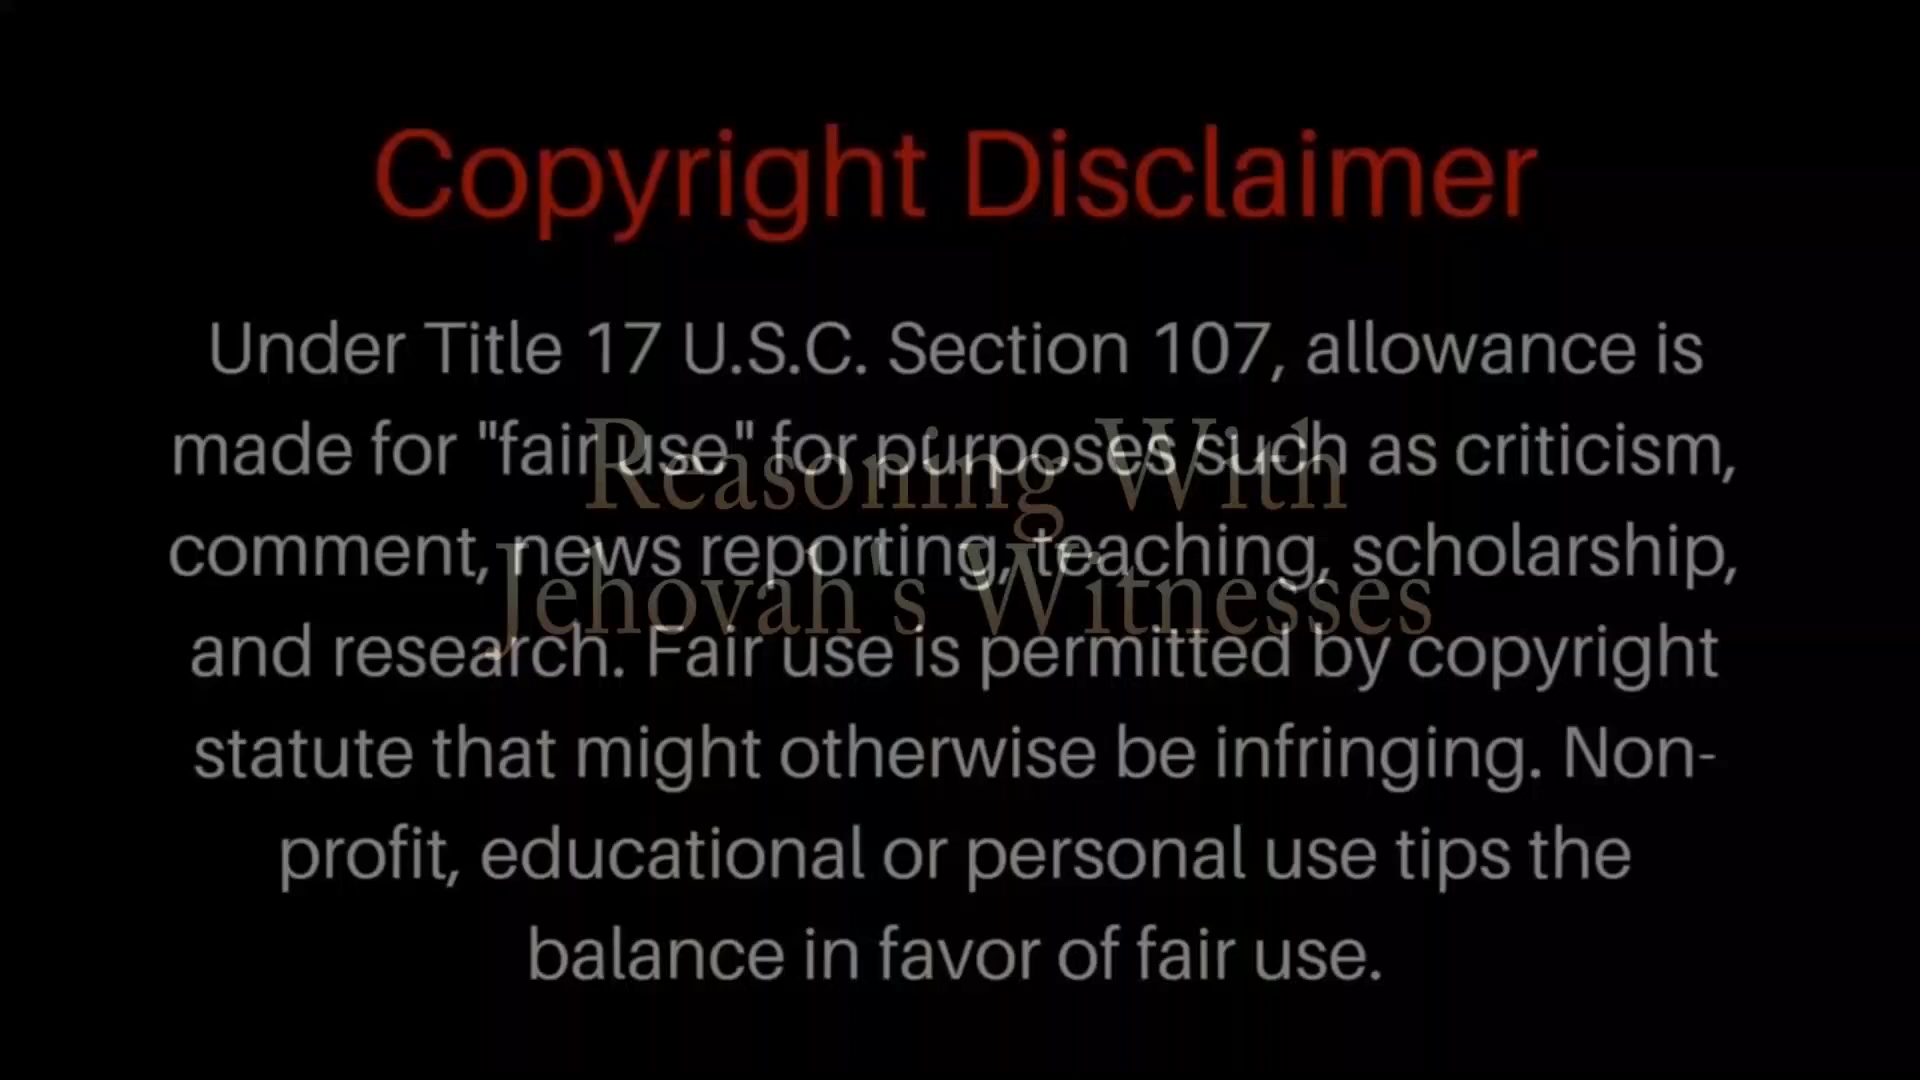 Copyright Disclaimer
Under Title 17 U.S.C. Section 107, allowance is
made for "fair use" for purposes such as criticism,
comment, news reporting, teaching, scholarship,
and research. Fair use is permitted by copyright
statute that might otherwise be infringing. Non-
profit, educational or personal use tips the
balance in favor of fair use.
Reasoning With
Jehovah's Witnesses